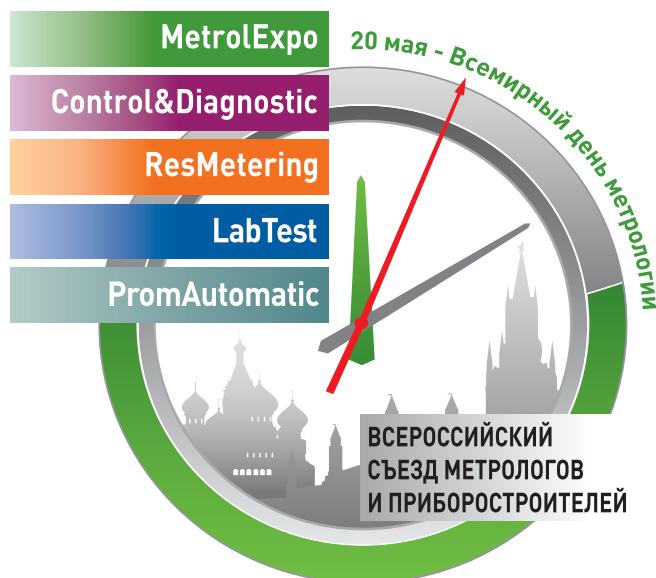 MetrolExpo
20 мая - Всемирный день метрологии
Control&Diagnostic
ResMetering
LabTest
PromAutomatic
ВСЕРОССИЙСКИЙ
СЪЕЗД МЕТРОЛОГОВ
И ПРИБОРОСТРОИТЕЛЕЙ